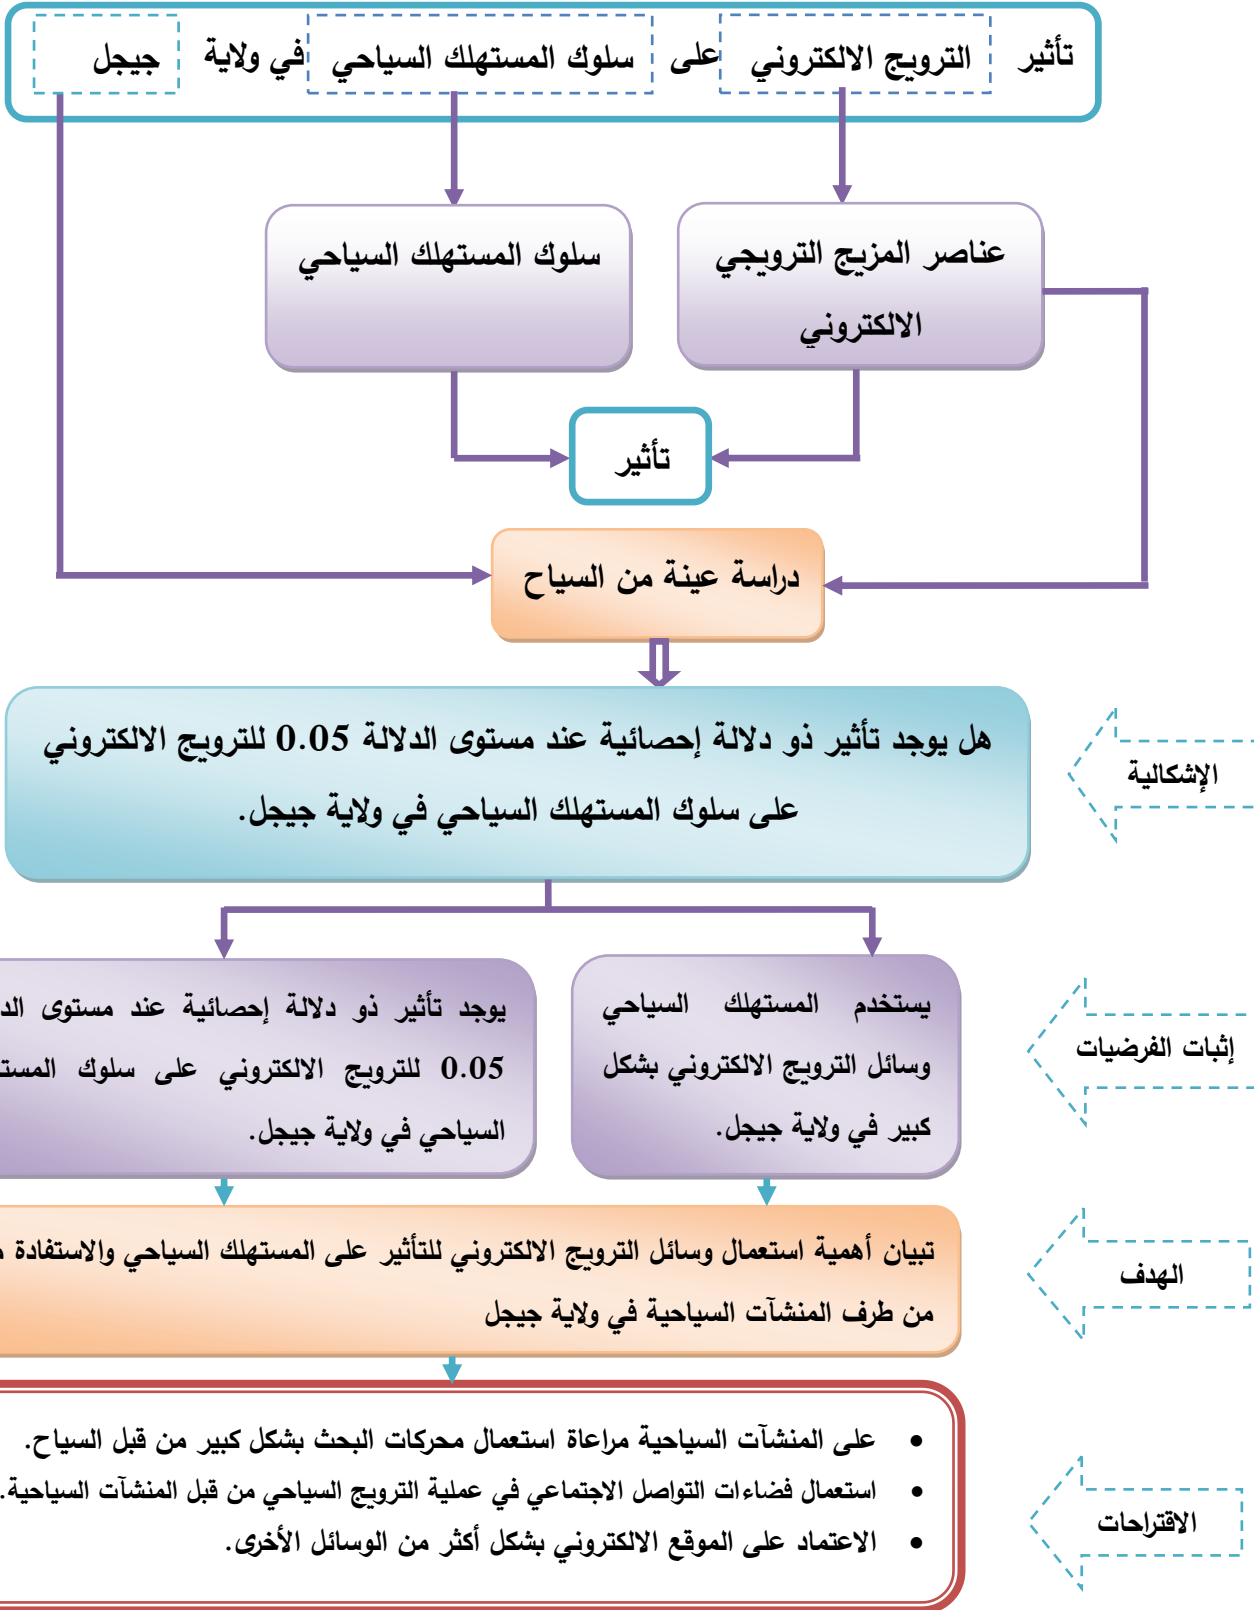 تأثير الترويج الالكتروني على سلوك المستهلك السياحي في ولاية جيجل
عناصر المزيج الترويجي
الالكتروني
سلوك المستهلك السياحي
تأثير
دراسة عينة من السياح
هل يوجد تأثير ذو دلالة إحصائية عند مستوى الدلالة 0.05 للترويج الالكتروني
على سلوك المستهلك السياحي في ولاية جيجل.
الإشكالية
يستخدم المستهلك السياحي
وسائل الترويج الالكتروني بشكل
كبير في ولاية جيجل.
يوجد تأثير ذو دلالة إحصائية عند مستوى
0.05 للترويج الالكتروني على سلوك
السياحي في ولاية جيجل.
إثبات الفرضيات
تبيان أهمية استعمال وسائل الترويج الالكتروني للتأثير على المستهلك السياحي والاستفادة
من طرف المنشآت السياحية في ولاية جيجل
الهدف
• على المنشآت السياحية مراعاة استعمال محركات البحث بشكل كبير من قبل السياح.
• استعمال فضاءات التواصل الاجتماعي في عملية الترويج السياحي من قبل المنشآت السياحية.
• الاعتماد على الموقع الالكتروني بشكل أكثر من الوسائل الأخرى.
الاقتراحات